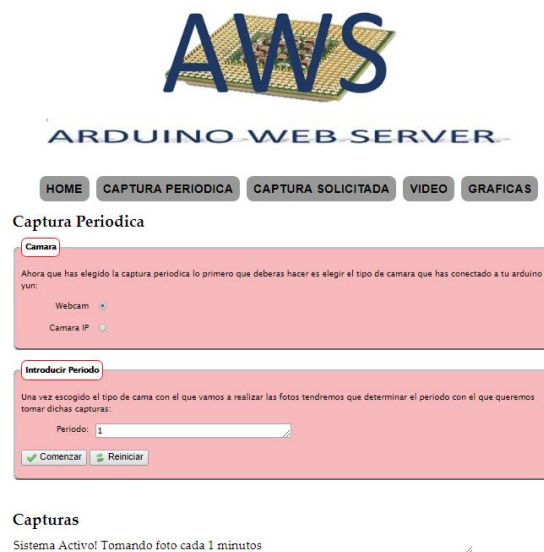 AWS
ARDUINO WEB SERVER
HOME CAPTURA PERIODICA CAPTURA SOLICITADA VIDEO GRAFICAS
Captura Periodica
Camara
Ahora que has elegido la captura periodica lo primero que deberas hacer es elegir el tipo de camara que has conectado a tu arduino
yun:
Webcam
Camara IP
Introducir Periodo
Una vez escogido el tipo de cama con el que vamos a realizar las fotos tendremos que determinar el periodo con el que queremos
tomar dichas capturas:
Periodo: 1
Comenzar Reiniciar
Capturas
Sistema Activo! Tomando foto cada 1 minutos